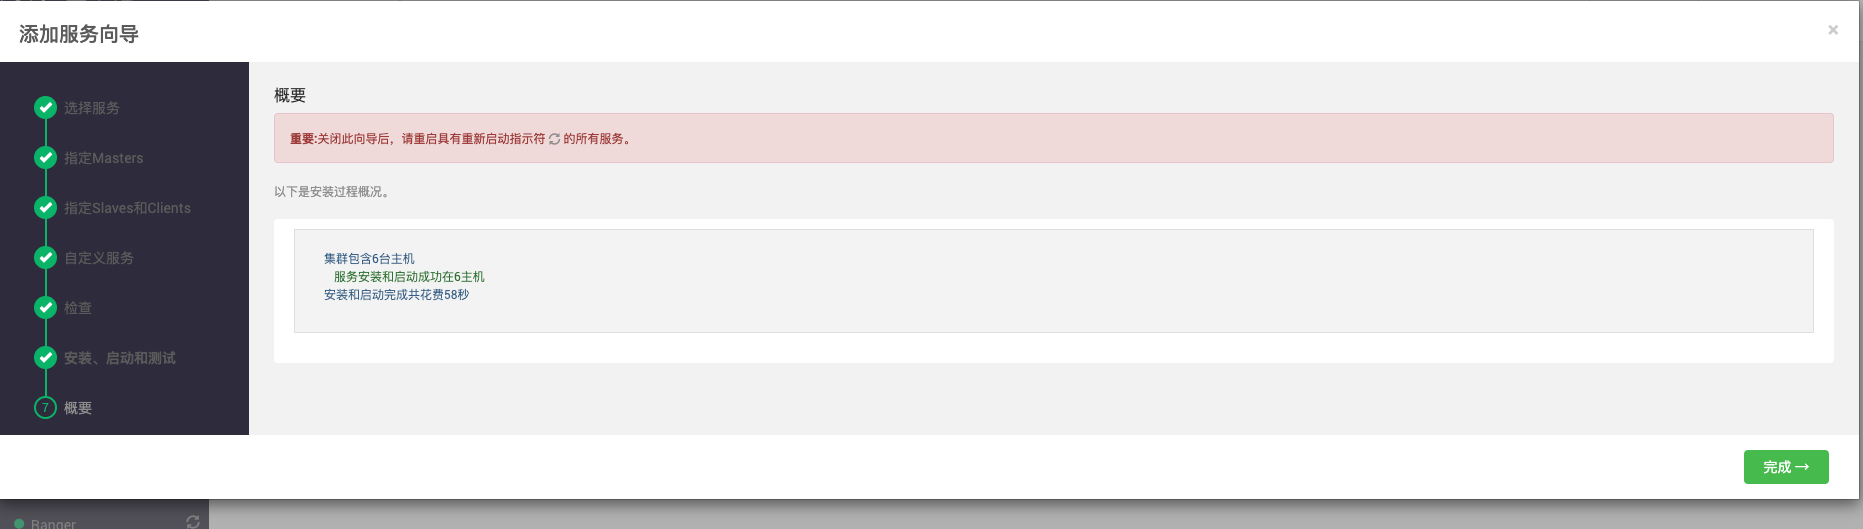 添加服务向导
×
选择服务
指定Masters
指定Slaves和Clients
自定义服务
检查
安装、启动和测试
7 概要
概要
重要:关闭此向导后，请重启具有重新启动指示符 的所有服务。
以下是安装过程概况。
集群包含6台主机
服务安装和启动成功在6主机
安装和启动完成共花费58秒
完成 →
Ranger